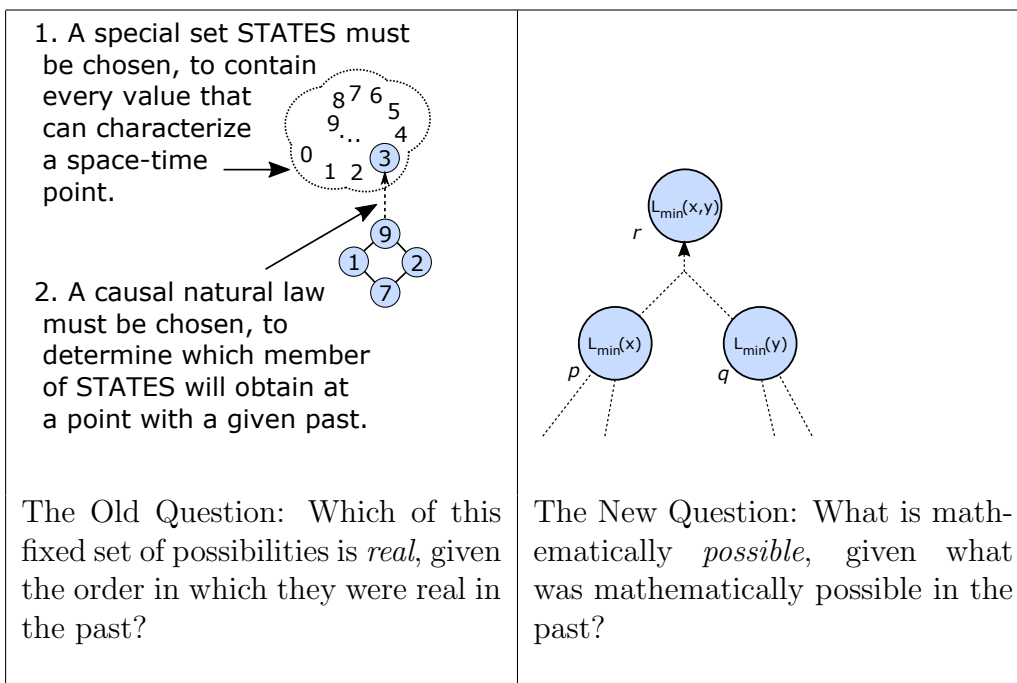 1. A special set STATES must
be chosen, to contain
every value that
can characterize
a space-time
point.
8 7 6
9 5
... 4
0 3
1 2
9
1 2
7
2. A causal natural law
must be chosen, to
determine which member
of STATES will obtain at
a point with a given past.
The Old Question: Which of this
fixed set of possibilities is real, given
the order in which they were real in
the past?
Lmin(x,y)
r
Lmin(x) Lmin(y)
p q
The New Question: What is math-
ematically possible, given what
was mathematically possible in the
past?